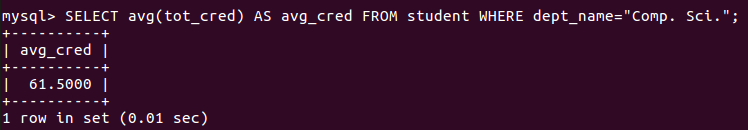 mysql> SELECT avg(tot_cred) AS avg_cred FROM student WHERE dept_name="Comp. Sci.";
+----------+
| avg_cred |
+----------+
|  61.5000 |
+----------+
1 row in set (0.01 sec)